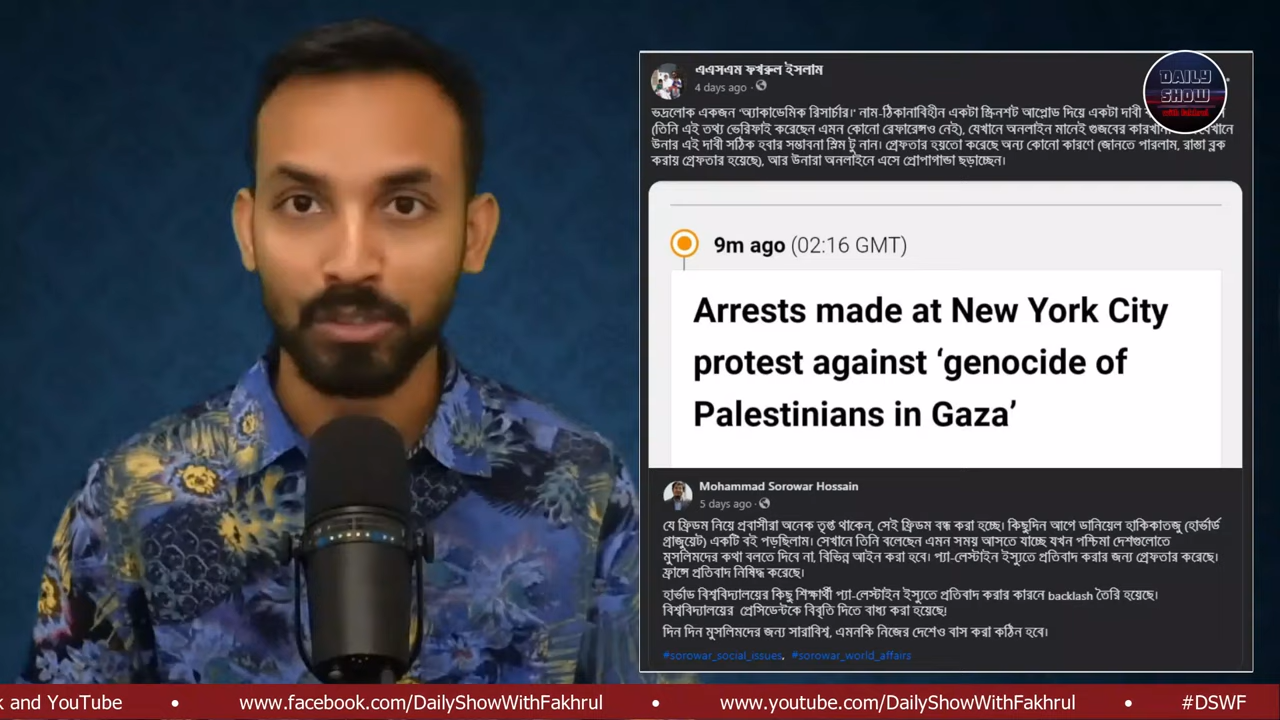 এএসএম ফখরুল ইসলাম
4 days ago
DAILY
SHOW
with fakhrul
ভদ্রলোক একজন 'অ্যাকাডেমিক রিসার্চার।' নাম-ঠিকানাবিহীন একটা স্ক্রিনশট আপ্লোড দিয়ে একটা দাবী
(তিনি এই তথ্য ভেরিফাই করেছেন এমন কোনো রেফারেন্সও নেই), যেখানে অনলাইন মানেই গুজবের
উনার এই দাবী সঠিক হবার সম্ভাবনা স্লিম টু নান। গ্রেফতার হয়তো করেছে অন্য কোনো কারণে (জানতে পারলাম, রাস্তা ব্লক
করায় গ্রেফতার হয়েছে), আর উনারা অনলাইনে এসে প্রোপাগান্ডা ছড়াচ্ছেন।
9m ago (02:16 GMT)
Arrests made at New York City
protest against ‘genocide of
Palestinians in Gaza’
Mohammad Sorowar Hossain
5 days ago
যে ফ্রিডম নিয়ে প্রবাসীরা অনেক তৃপ্ত থাকেন, সেই ফ্রিডম বন্ধ করা হচ্ছে। কিছুদিন আগে ডানিয়েল হাকিকাতজু (হার্ভার্ড
গ্রাজুয়েট) একটি বই পড়ছিলাম। সেখানে তিনি বলেছেন এমন সময় আসতে যাচ্ছে যখন পশ্চিমা দেশগুলোতে
মুসলিমদের কথা বলতে দিবে না, বিভিন্ন আইন করা হবে। প্যা-লেস্টাইন ইস্যুতে প্রতিবাদ করার জন্য গ্রেফতার করেছে।
ফ্রান্সে প্রতিবাদ নিষিদ্ধ করেছে।
হার্ভাড বিশ্ববিদ্যালয়ের কিছু শিক্ষার্থী প্যা-লেস্টাইন ইস্যুতে প্রতিবাদ করার কারনে backlash তৈরি হয়েছে।
বিশ্ববিদ্যালয়ের প্রেসিডেন্টকে বিবৃতি দিতে বাধ্য করা হয়েছে!
দিন দিন মুসলিমদের জন্য সারাবিশ্ব, এমনকি নিজের দেশেও বাস করা কঠিন হবে।
#sorowar_social_issues, #sorowar_world_affairs
k and YouTube • www.facebook.com/DailyShowWithFakhrul • www.youtube.com/DailyShowWithFakhrul • #DSWF